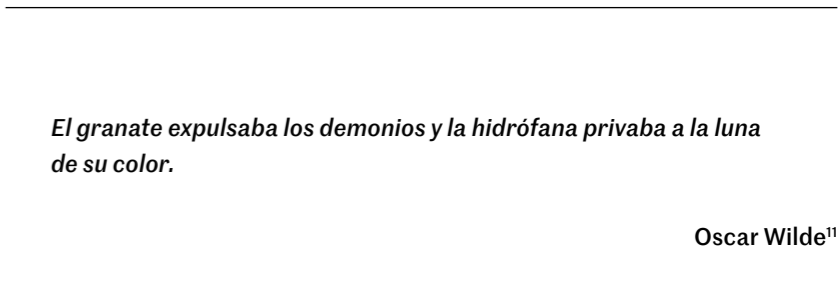 El granate expulsaba los demonios y la hidrófana privaba a la luna
de su color.
Oscar Wilde¹¹